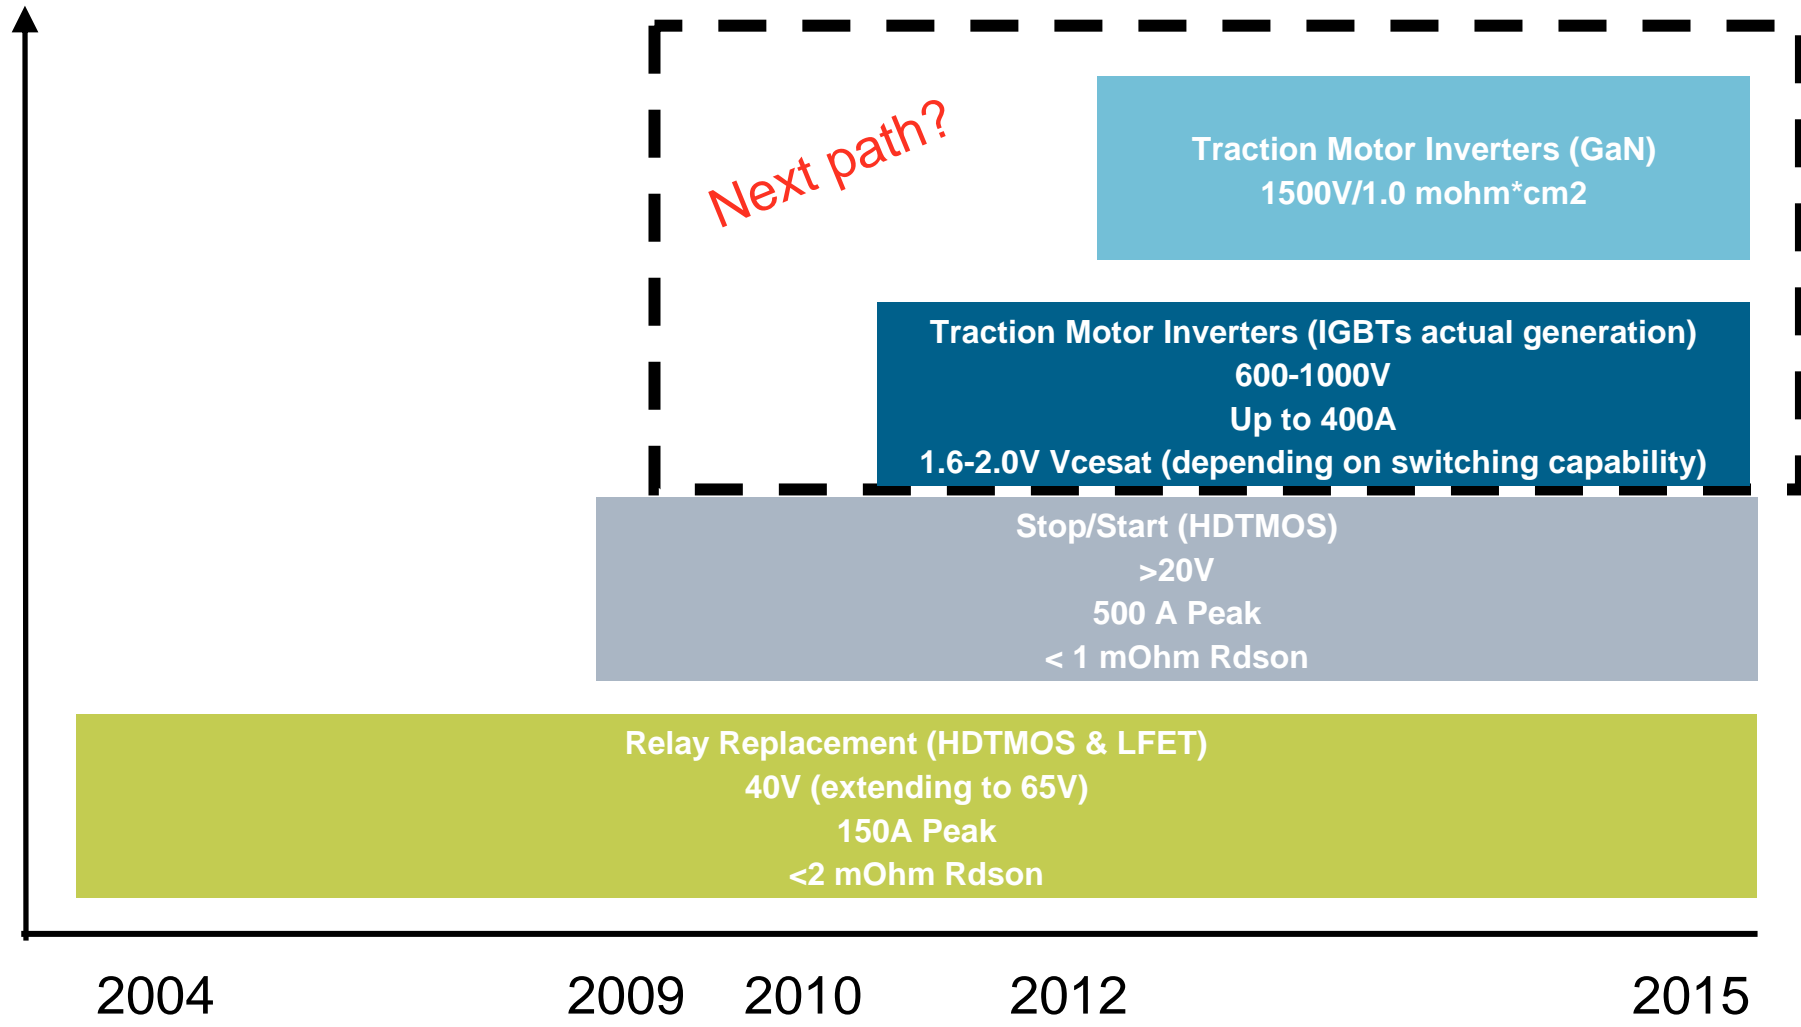 Next path?
Traction Motor Inverters (GaN)
1500V/1.0 mohm*cm2
Traction Motor Inverters (IGBTs actual generation)
600-1000V
Up to 400A
1.6-2.0V Vcesat (depending on switching capability)
Stop/Start (HDTMOS)
>20V
500 A Peak
< 1 mOhm Rdson
Relay Replacement (HDTMOS & LFET)
40V (extending to 65V)
150A Peak
<2 mOhm Rdson
2004 2009 2010 2012 2015